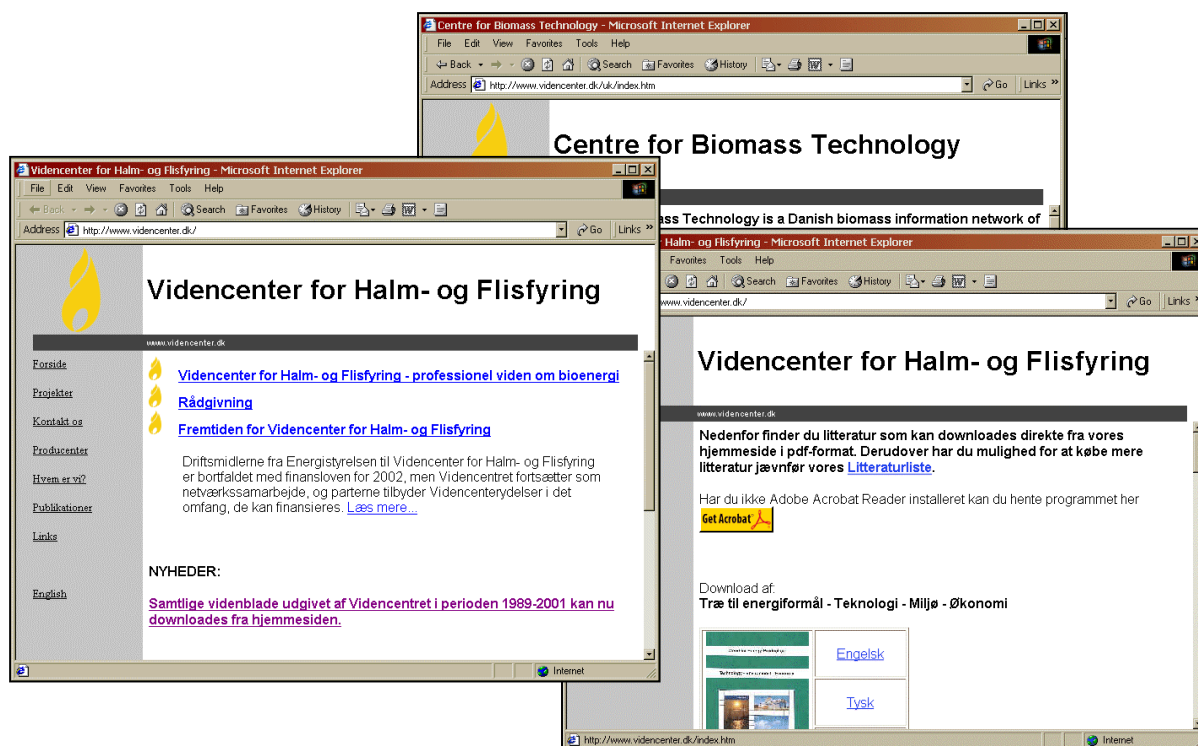 Centre for Biomass Technology - Microsoft Internet Explorer
File Edit View Favorites Tools Help
Back Search Favorites History
Address http://www.videncenter.dk/uk/index.htm Go Links »
Centre for Biomass Technology
ass Technology is a Danish biomass information network of
Videncenter for Halm- og Flisfyring - Microsoft Internet Explorer
File Edit View Favorites Tools Help
Back Search Favorites History
Address http://www.videncenter.dk/ Go Links »
Videncenter for Halm- og Flisfyring
www.videncenter.dk
Forside
Projekter
Kontakt os
Producenter
Hvem er vi?
Publikationer
Links
English
Videncenter for Halm- og Flisfyring - professionel viden om bioenergi
Rådgivning
Fremtiden for Videncenter for Halm- og Flisfyring
Driftsmidlerne fra Energistyrelsen til Videncenter for Halm- og Flisfyring
er bortfaldet med finansloven for 2002, men Videncentret fortsætter som
netværkssamarbejde, og parterne tilbyder Videncenterydelser i det
omfang, de kan finansieres. Læs mere...
NYHEDER:
Samtlige videnblade udgivet af Videncentret i perioden 1989-2001 kan nu
downloades fra hjemmesiden.
Internet
Halm- og Flisfyring - Microsoft Internet Explorer
Favorites Tools Help
Search Favorites History
www.videncenter.dk/ Go Links »
Videncenter for Halm- og Flisfyring
www.videncenter.dk
Nedenfor finder du litteratur som kan downloades direkte fra vores
hjemmeside i pdf-format. Derudover har du mulighed for at købe mere
litteratur jævnfør vores Litteraturliste.
Har du ikke Adobe Acrobat Reader installeret kan du hente programmet her
Get Acrobat
Download af:
Træ til energiformål - Teknologi - Miljø - Økonomi
Engelsk
Tysk
http://www.videncenter.dk/index.htm Internet